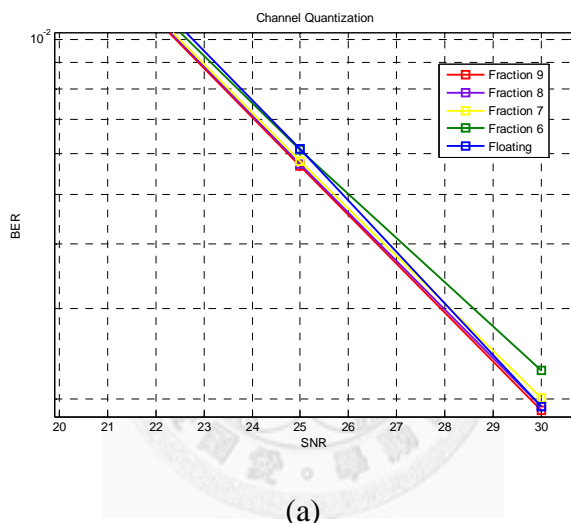 Channel Quantization
10^-2
Fraction 9
Fraction 8
Fraction 7
Fraction 6
Floating
BER
20 21 22 23 24 25 26 27 28 29 30
SNR
(a)